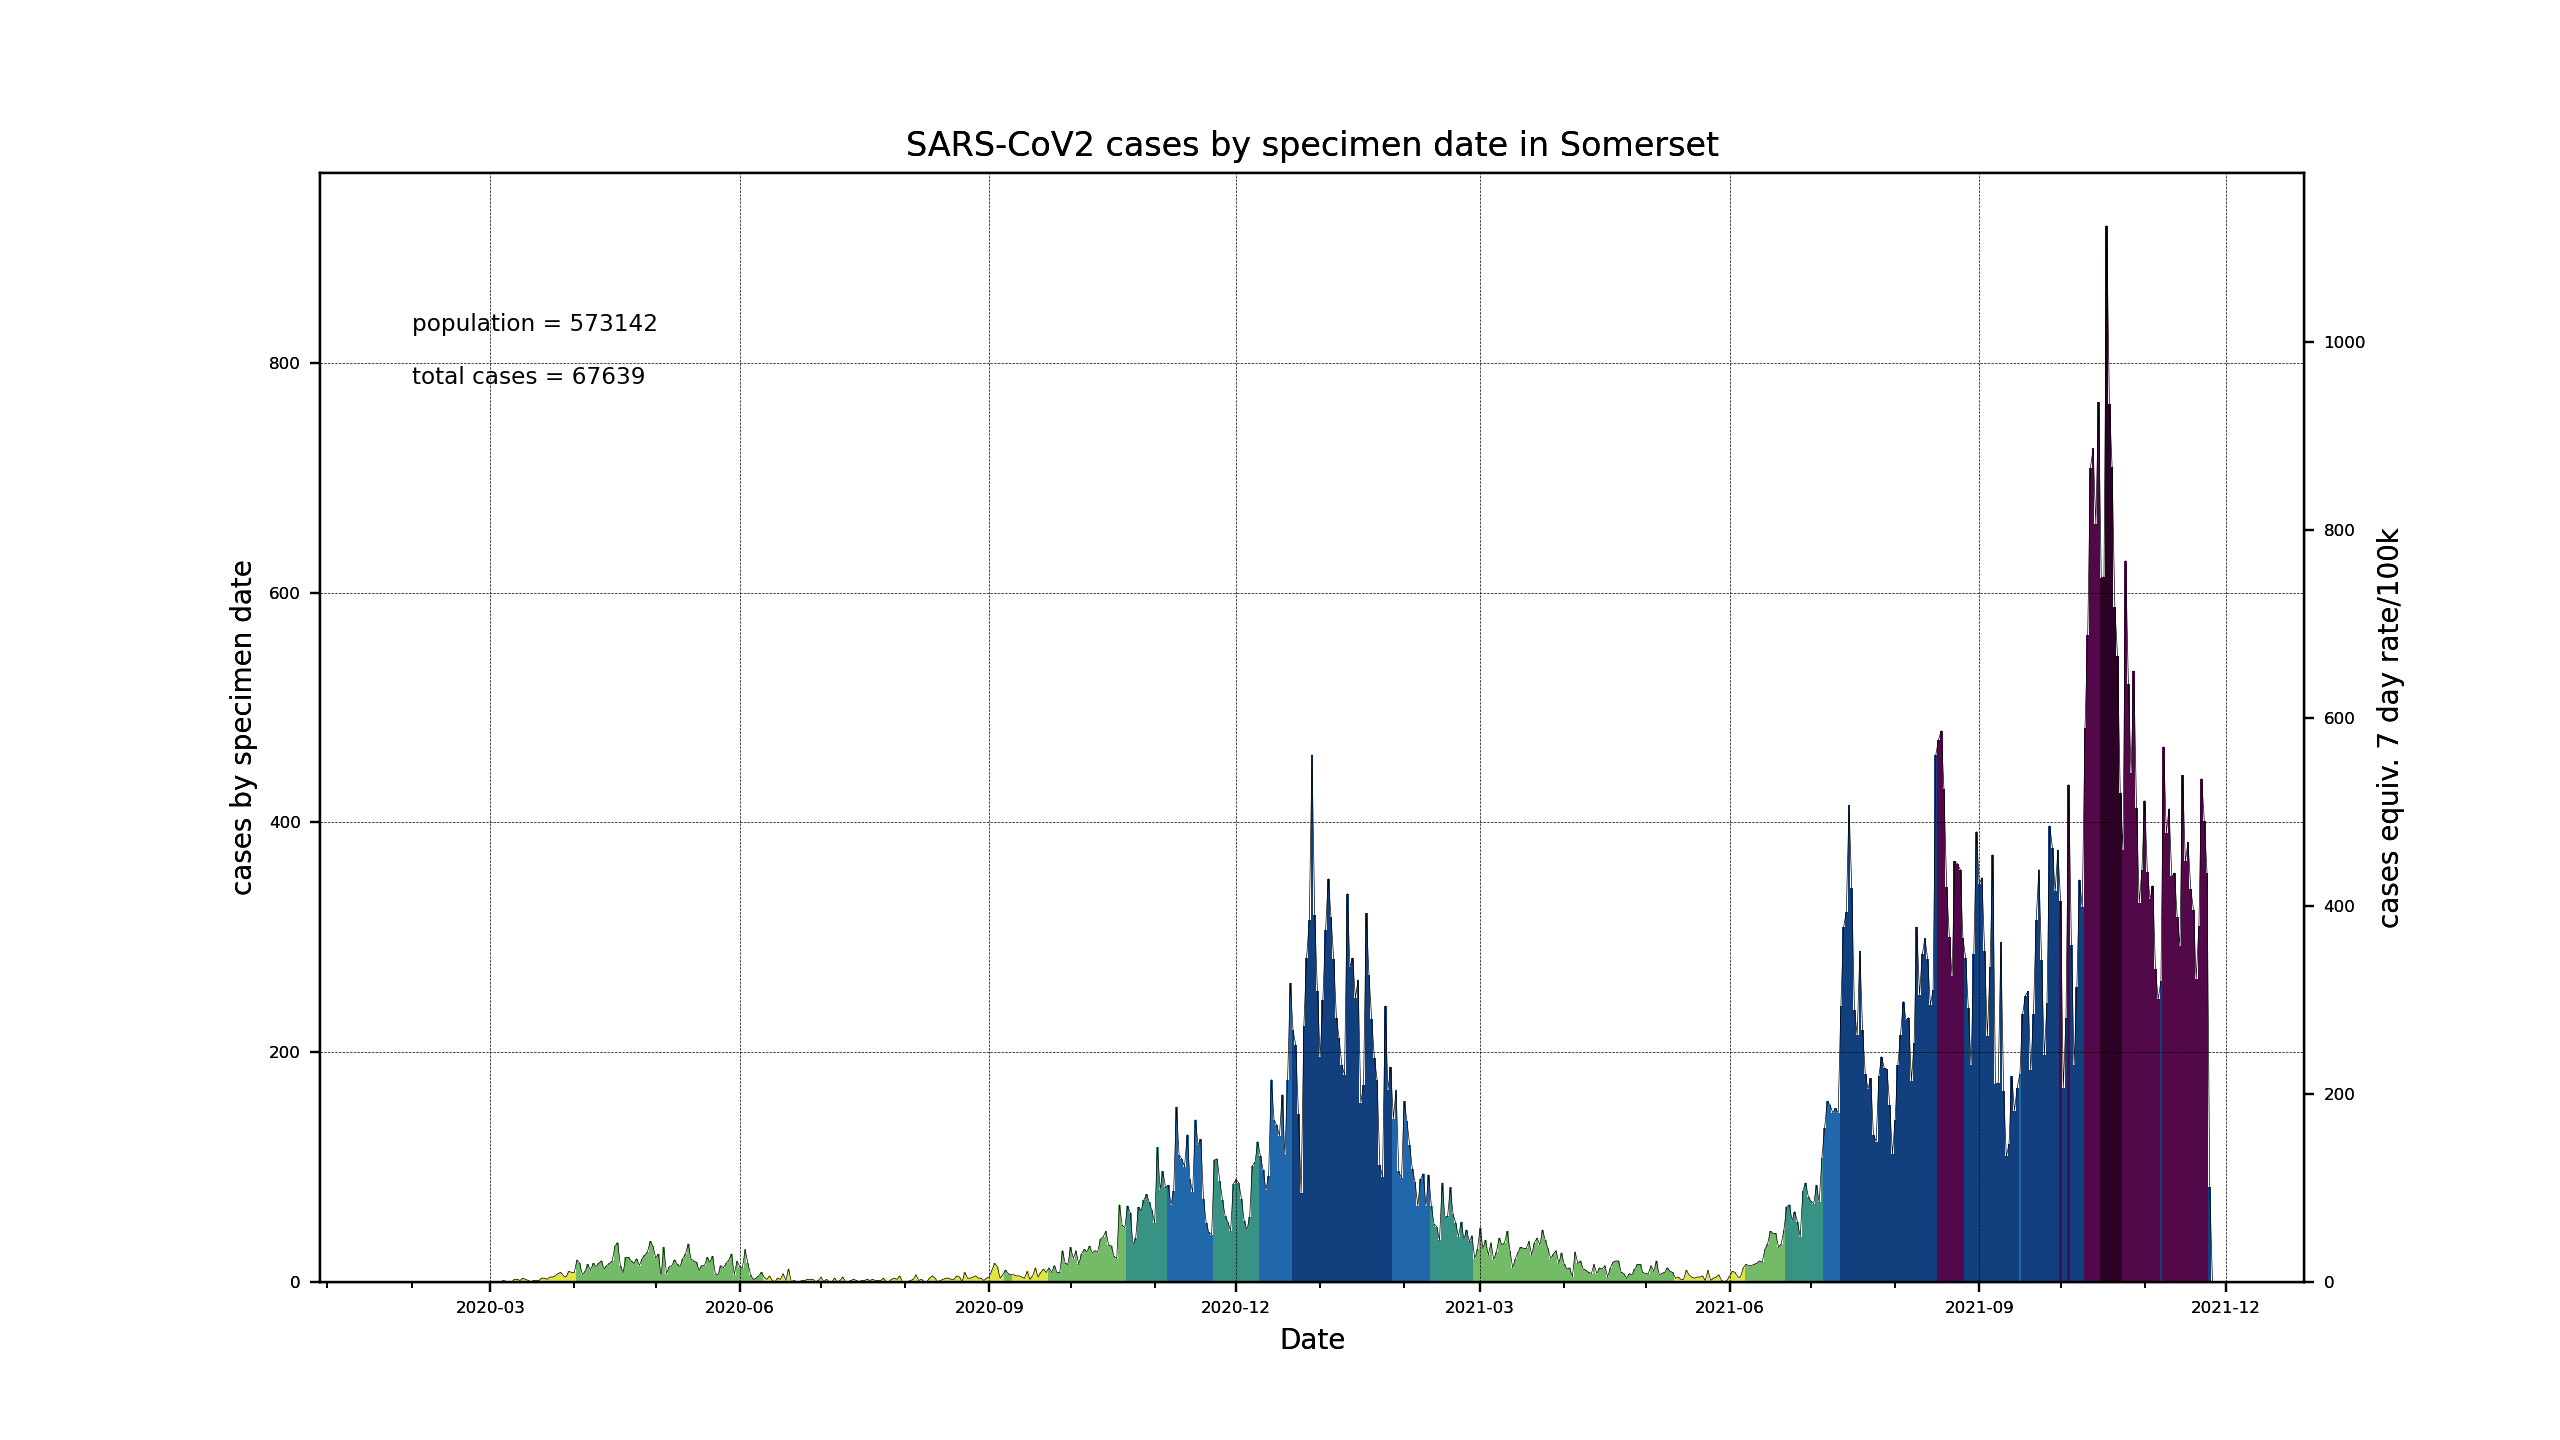 SARS-CoV2 cases by specimen date in Somerset
population = 573142
total cases = 67639
cases by specimen date
800
600
400
200
0
1000
800
600
400
200
0
cases equiv. 7 day rate/100k
2020-03 2020-06 2020-09 2020-12 2021-03 2021-06 2021-09 2021-12
Date